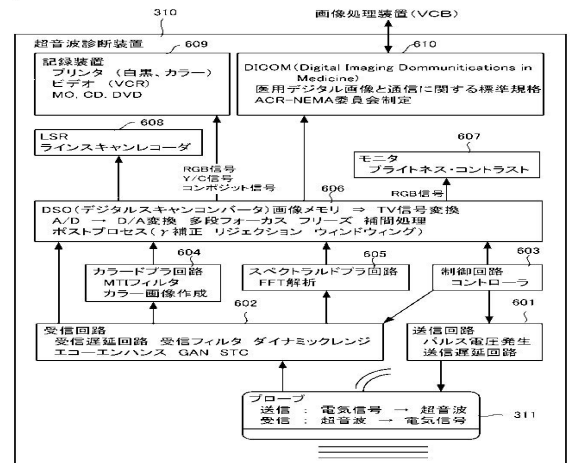 310
画像処理装置(VCB)
超音波診断装置
609
記録装置
プリンタ (白黒、カラー)
ビデオ (VCR)
MO, CD, DVD
610
DICOM(Digital Imaging Dommunitications in
Medicine)
医用デジタル画像と通信に関する標準規格
ACR-NEMA委員会制定
608
LSR
ラインスキャンレコーダ
607
モニタ
ブライトネス・コントラスト
RGB信号
Y/C信号
コンポジット信号
606
RGB信号
DSC(デジタルスキャンコンバータ)画像メモリ ⇒ TV信号変換
A/D → D/A変換 多段フォーカス フリーズ 補間処理
ポストプロセス(γ補正 リジェクション ウィンドウィング)
604
カラードプラ回路
MTIフィルタ
カラー画像作成
605
スペクトラルドプラ回路
FFT解析
603
制御回路
コントローラ
602
受信回路
受信遅延回路 受信フィルタ ダイナミックレンジ
エコーエンハンス GAN STC
601
送信回路
パルス電圧発生
送信遅延回路
プローブ
送信 : 電気信号 → 超音波
受信 : 超音波 → 電気信号
311